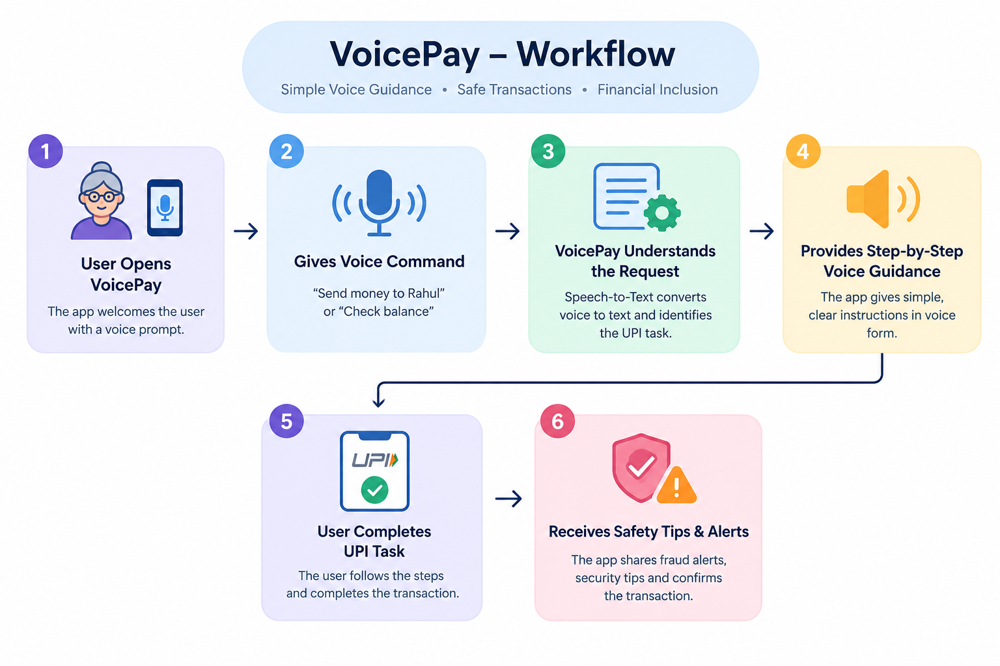 VoicePay – Workflow
Simple Voice Guidance • Safe Transactions • Financial Inclusion
1
User Opens
VoicePay
The app welcomes the user
with a voice prompt.
2
Gives Voice Command
“Send money to Rahul”
or “Check balance”
3
VoicePay Understands
the Request
Speech-to-Text converts
voice to text and identifies
the UPI task.
4
Provides Step-by-Step
Voice Guidance
The app gives simple,
clear instructions in voice
form.
5
UPI
User Completes
UPI Task
The user follows the steps
and completes the transaction.
6
Receives Safety Tips & Alerts
The app shares fraud alerts,
security tips and confirms
the transaction.